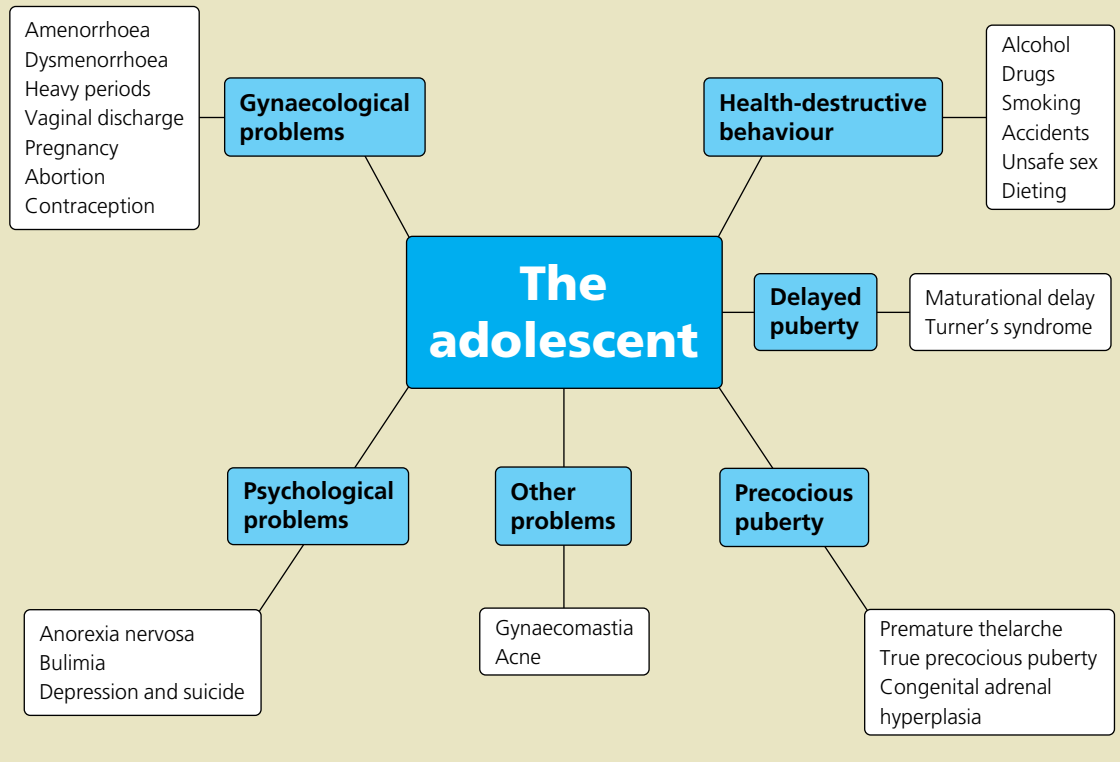 Amenorrhoea
Dysmenorrhoea
Heavy periods
Vaginal discharge
Pregnancy
Abortion
Contraception
Gynaecological
problems
Health-destructive
behaviour
Alcohol
Drugs
Smoking
Accidents
Unsafe sex
Dieting
The
adolescent
Delayed
puberty
Maturational delay
Turner's syndrome
Psychological
problems
Other
problems
Precocious
puberty
Anorexia nervosa
Bulimia
Depression and suicide
Gynaecomastia
Acne
Premature thelarche
True precocious puberty
Congenital adrenal
hyperplasia